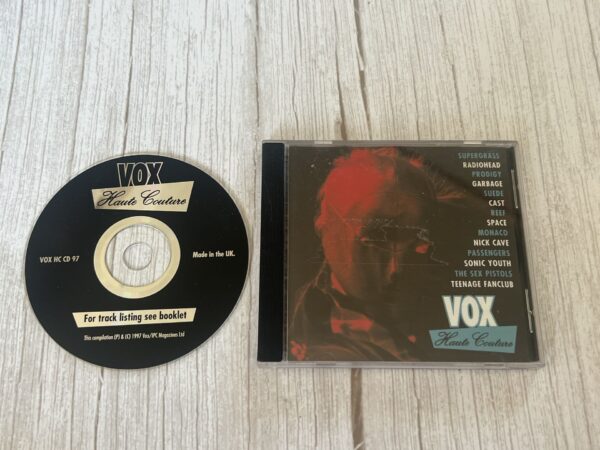 VOX
Haute Couture
VOX HC CD 97
Made in the UK.
For track listing see booklet
This compilation (P) & (C) 1997 Vox/IPC Magazines Ltd
SUPERGRASS
RADIOHEAD
PRODIGY
GARBAGE
SUEDE
CAST
REEF
SPACE
MONACO
NICK CAVE
PASSENGERS
SONIC YOUTH
THE SEX PISTOLS
TEENAGE FANCLUB
VOX
Haute Couture